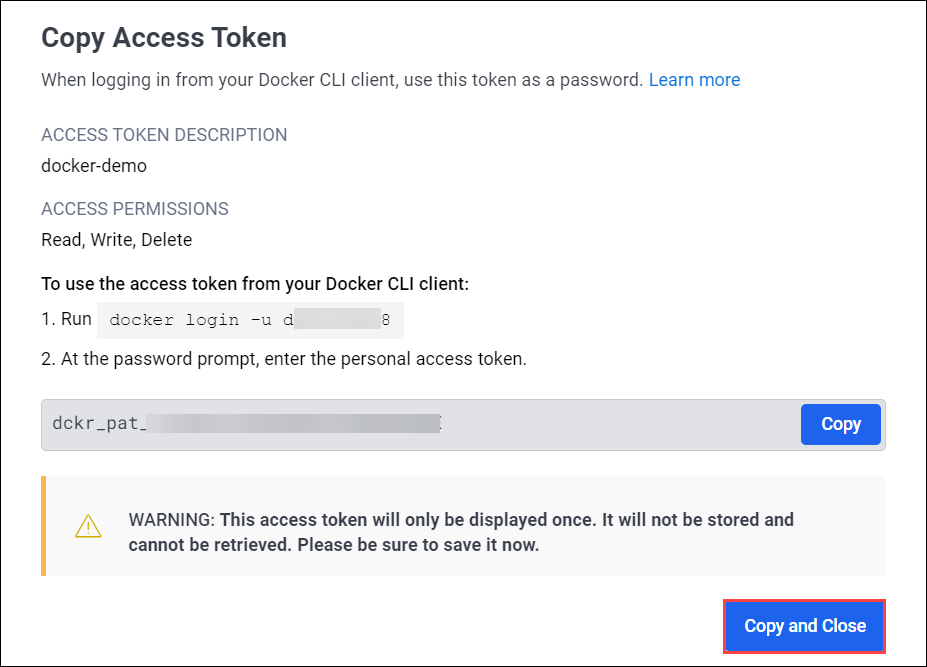 Copy Access Token
When logging in from your Docker CLI client, use this token as a password. Learn more
ACCESS TOKEN DESCRIPTION
docker-demo
ACCESS PERMISSIONS
Read, Write, Delete
To use the access token from your Docker CLI client:
1. Run docker login -u d 8
2. At the password prompt, enter the personal access token.
dckr_pat_
Copy
WARNING: This access token will only be displayed once. It will not be stored and
cannot be retrieved. Please be sure to save it now.
Copy and Close